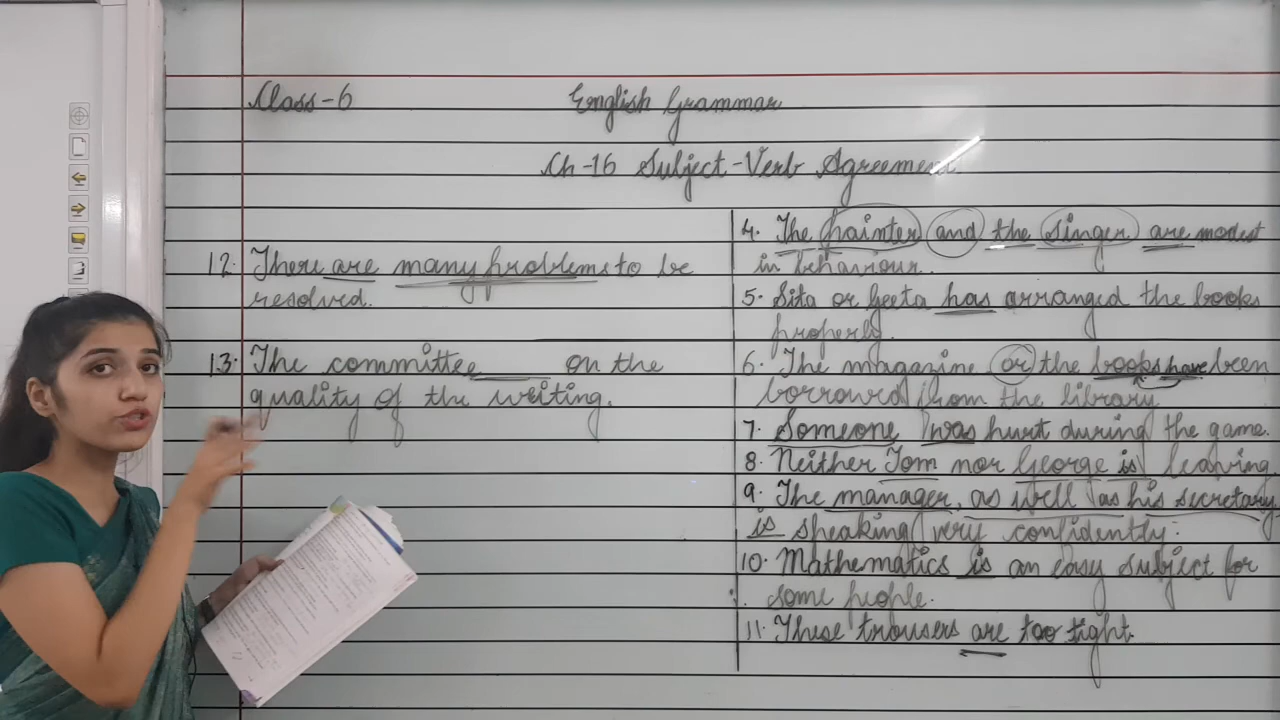 Class-6
English Grammar
Ch-16 Subject-Verb Agreement
12. There are many problems to be
resolved.
13. The committee ____ on the
quality of the writing.
4. The painter and the singer are modest
in behaviour.
5. Sita or Geeta has arranged the books
properly.
6. The magazine or the books have been
borrowed from the library.
7. Someone was hurt during the game.
8. Neither Tom nor George is leaving.
9. The manager, as well as his secretary,
is speaking very confidently.
10. Mathematics is an easy subject for
some people.
11. These trousers are too tight.